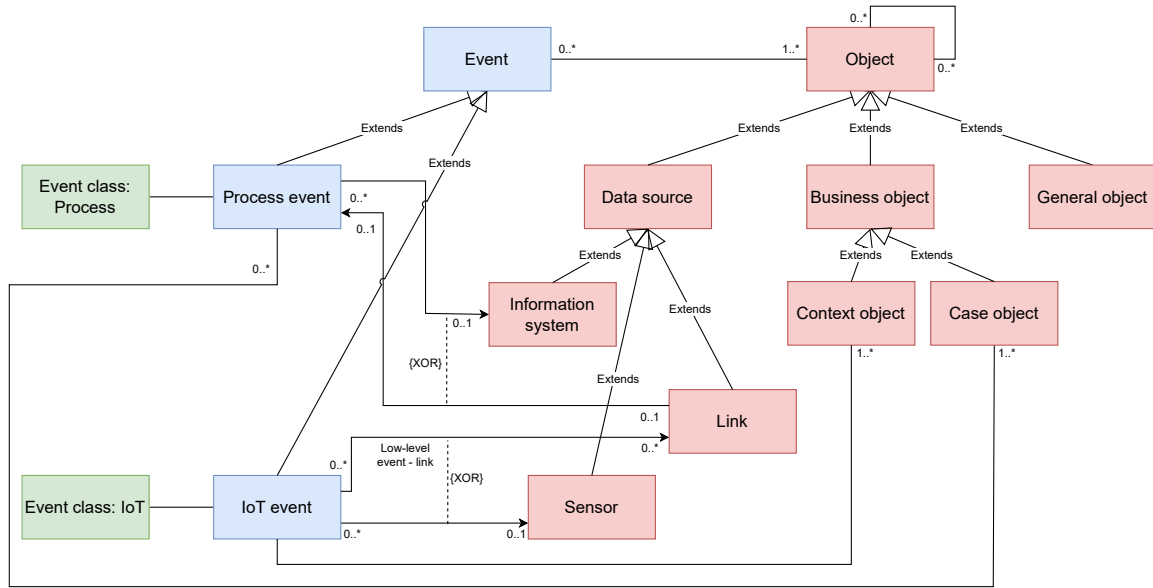 0..*
Event
0..*
1..*
Object
0..*
Extends
Extends
Extends
Extends
Extends
Event class:
Process
Process event
0..*
0..1
Data source
Business object
General object
0..*
Extends
Extends
Extends
Information
system
0..1
Context object
Case object
Extends
1..*
1..*
{XOR}
Extends
0..1
Link
Low-level
event - link
0..*
0..*
{XOR}
Event class: IoT
IoT event
Sensor
0..*
0..1